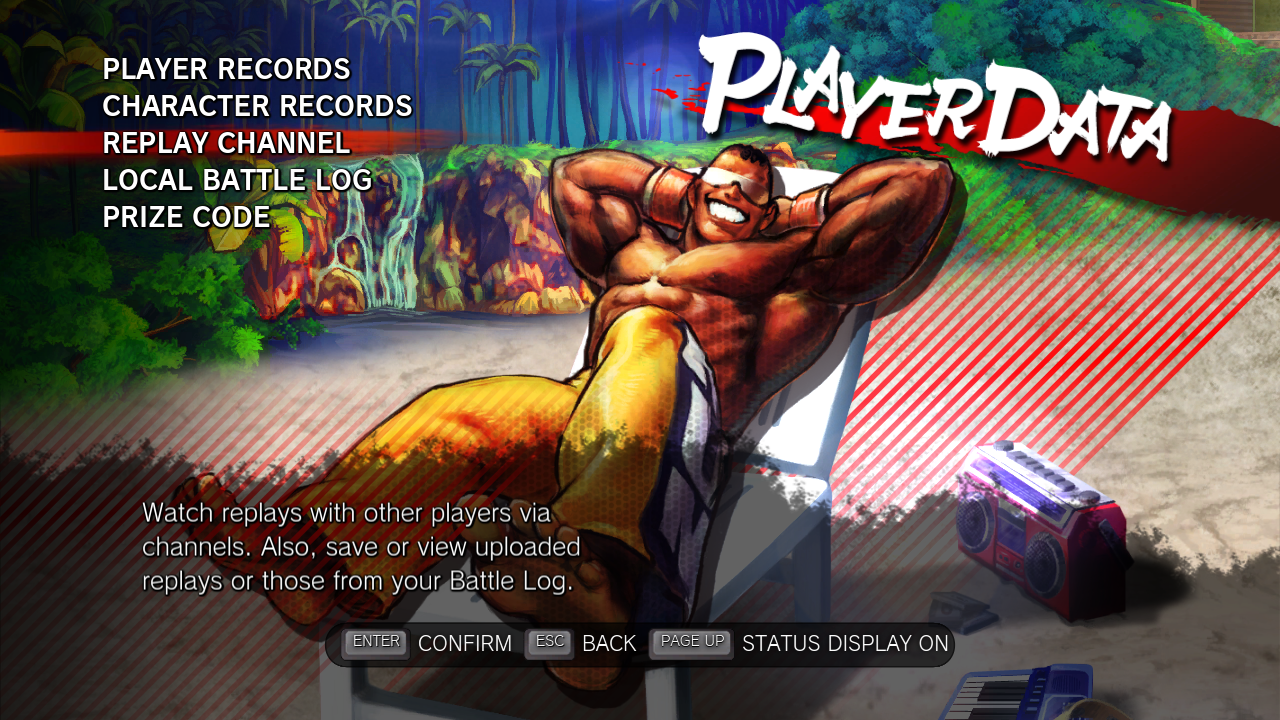 PLAYER DATA
PLAYER RECORDS
CHARACTER RECORDS
REPLAY CHANNEL
LOCAL BATTLE LOG
PRIZE CODE
Watch replays with other players via
channels. Also, save or view uploaded
replays or those from your Battle Log.
ENTER CONFIRM ESC BACK PAGE UP STATUS DISPLAY ON